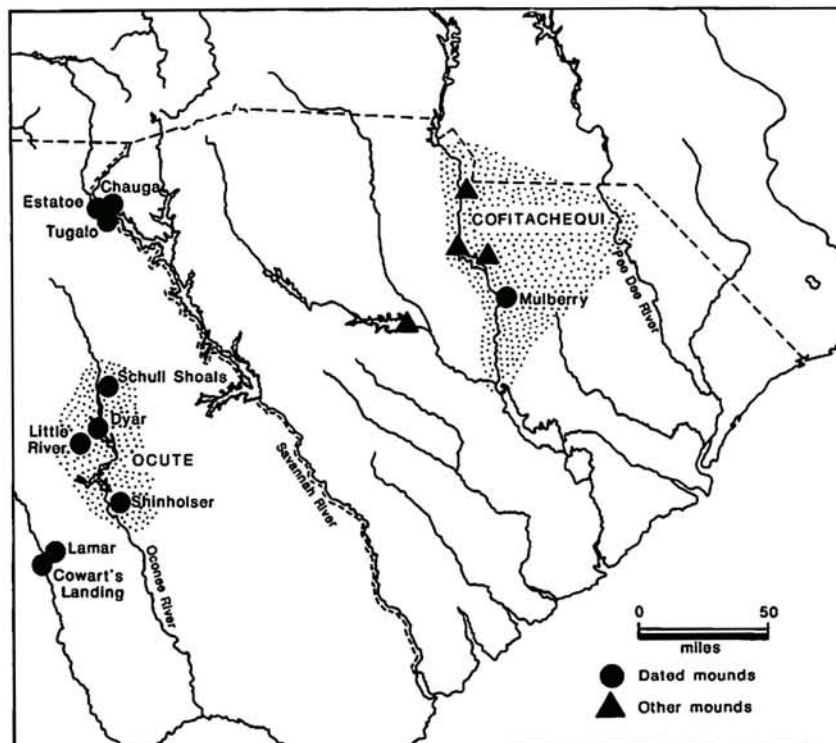 Chauga
Estatoe
Tugalo
COFITACHEQUI
Pee Dee River
Mulberry
Schull Shoals
Dyar
Little
River
OCUTE
Shinholser
Savannah River
Lamar
Cowart's
Landing
Oconee River
0 50
miles
Dated mounds
Other mounds